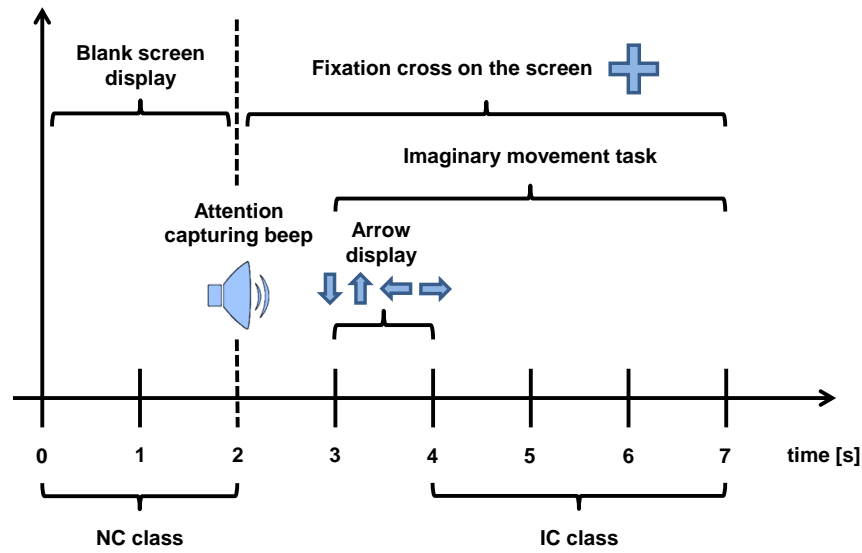 Blank screen
display
Fixation cross on the screen
Imaginary movement task
Attention
capturing beep
Arrow
display
0 1 2 3 4 5 6 7 time [s]
NC class IC class